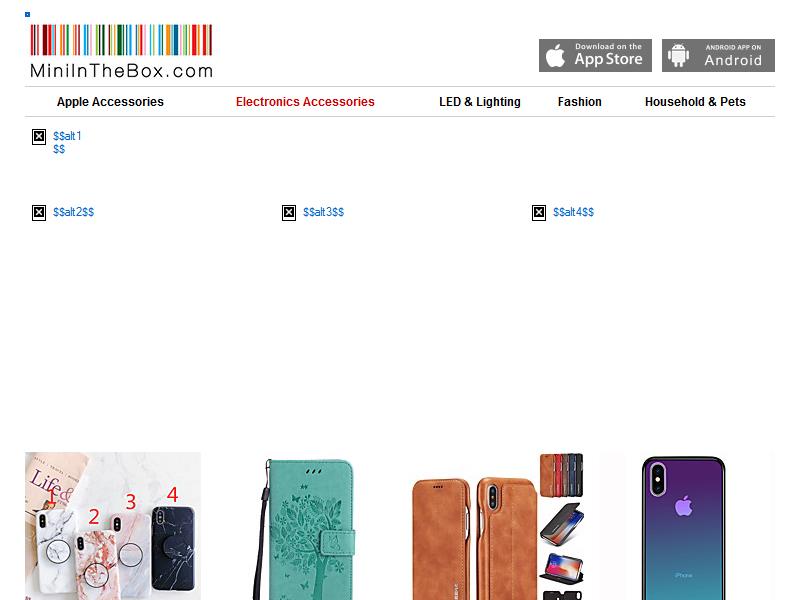 MiniInTheBox.com
Download on the
App Store
ANDROID APP ON
Android
Apple Accessories
Electronics Accessories
LED & Lighting
Fashion
Household & Pets
$$alt1
$$
$$alt2$$
$$alt3$$
$$alt4$$
Life&
1
2
3
4
iPhone